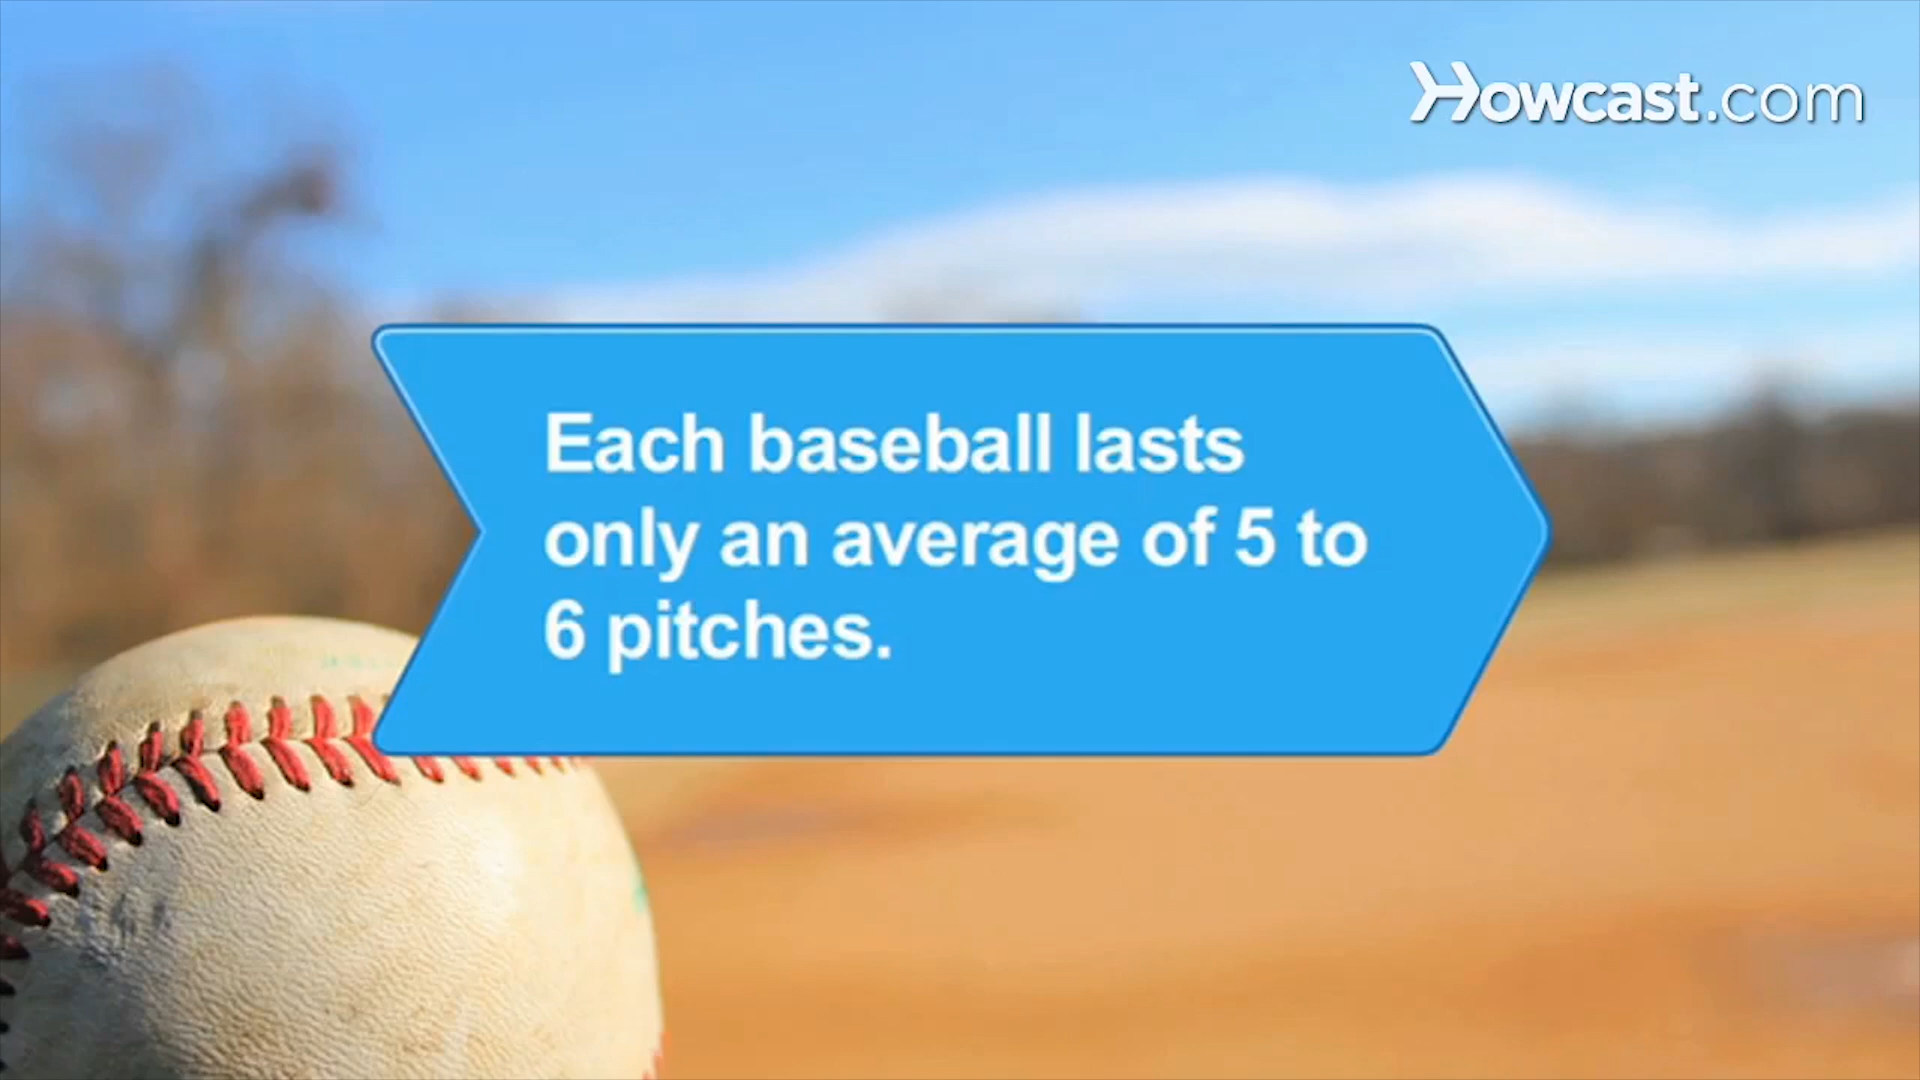 Howcast.com
Each baseball lasts
only an average of 5 to
6 pitches.